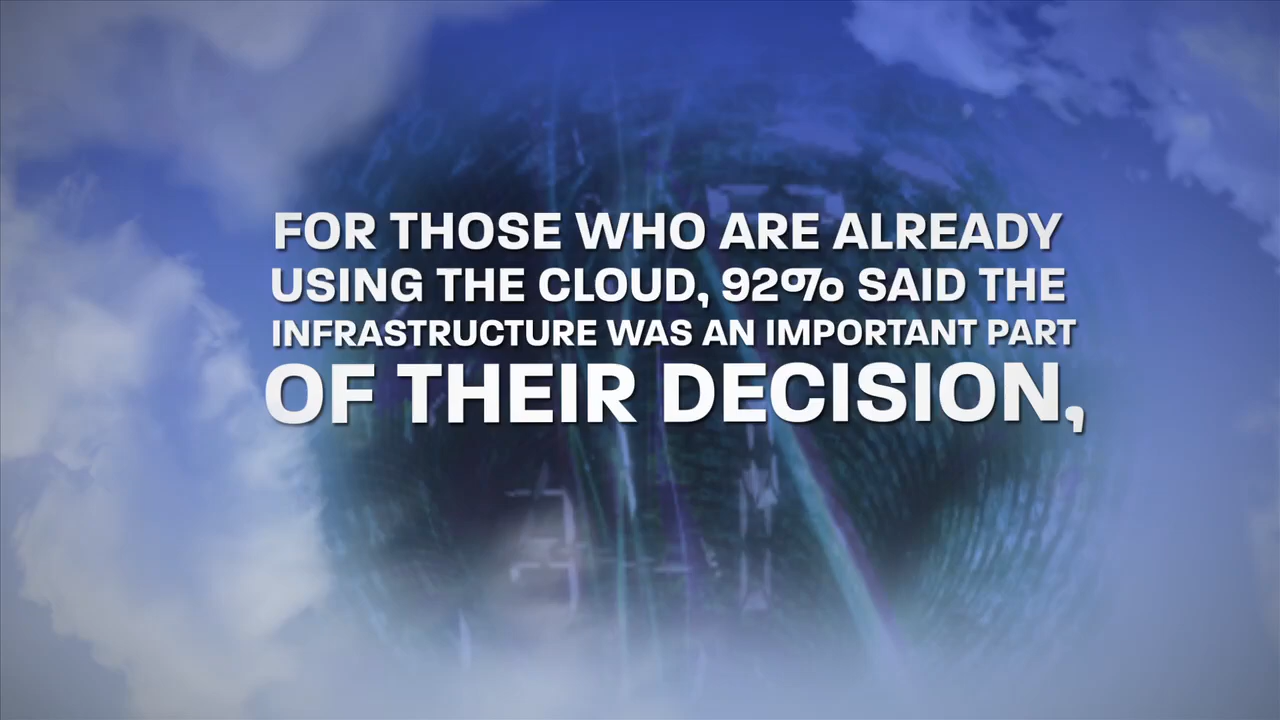 FOR THOSE WHO ARE ALREADY
USING THE CLOUD, 92% SAID THE
INFRASTRUCTURE WAS AN IMPORTANT PART
OF THEIR DECISION,